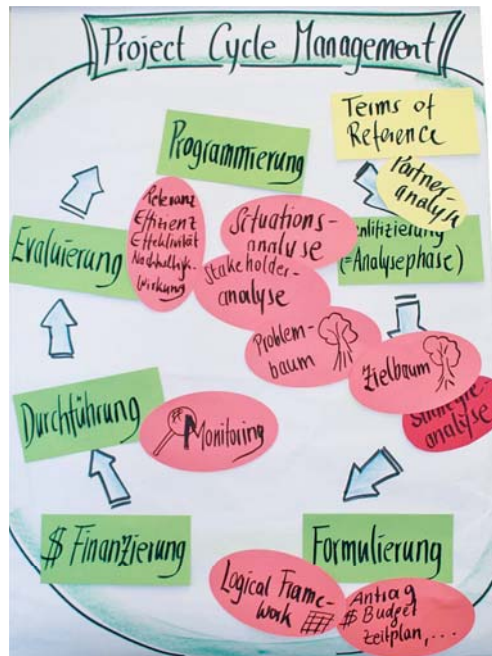 Project Cycle Management
Programmierung
Terms of
Reference
Partner-
analyse
(=Analysephase)
Situations-
analyse
Stakeholder-
analyse
Problem-
baum
Zielbaum
analyse
Formulierung
Logical Frame-
work
Antrag
$ Budget
Zeitplan,...
$ Finanzierung
Durchführung
Monitoring
Evaluierung
Relevanz
Effizienz
Effektivität
Nachhaltigk.
Wirkung